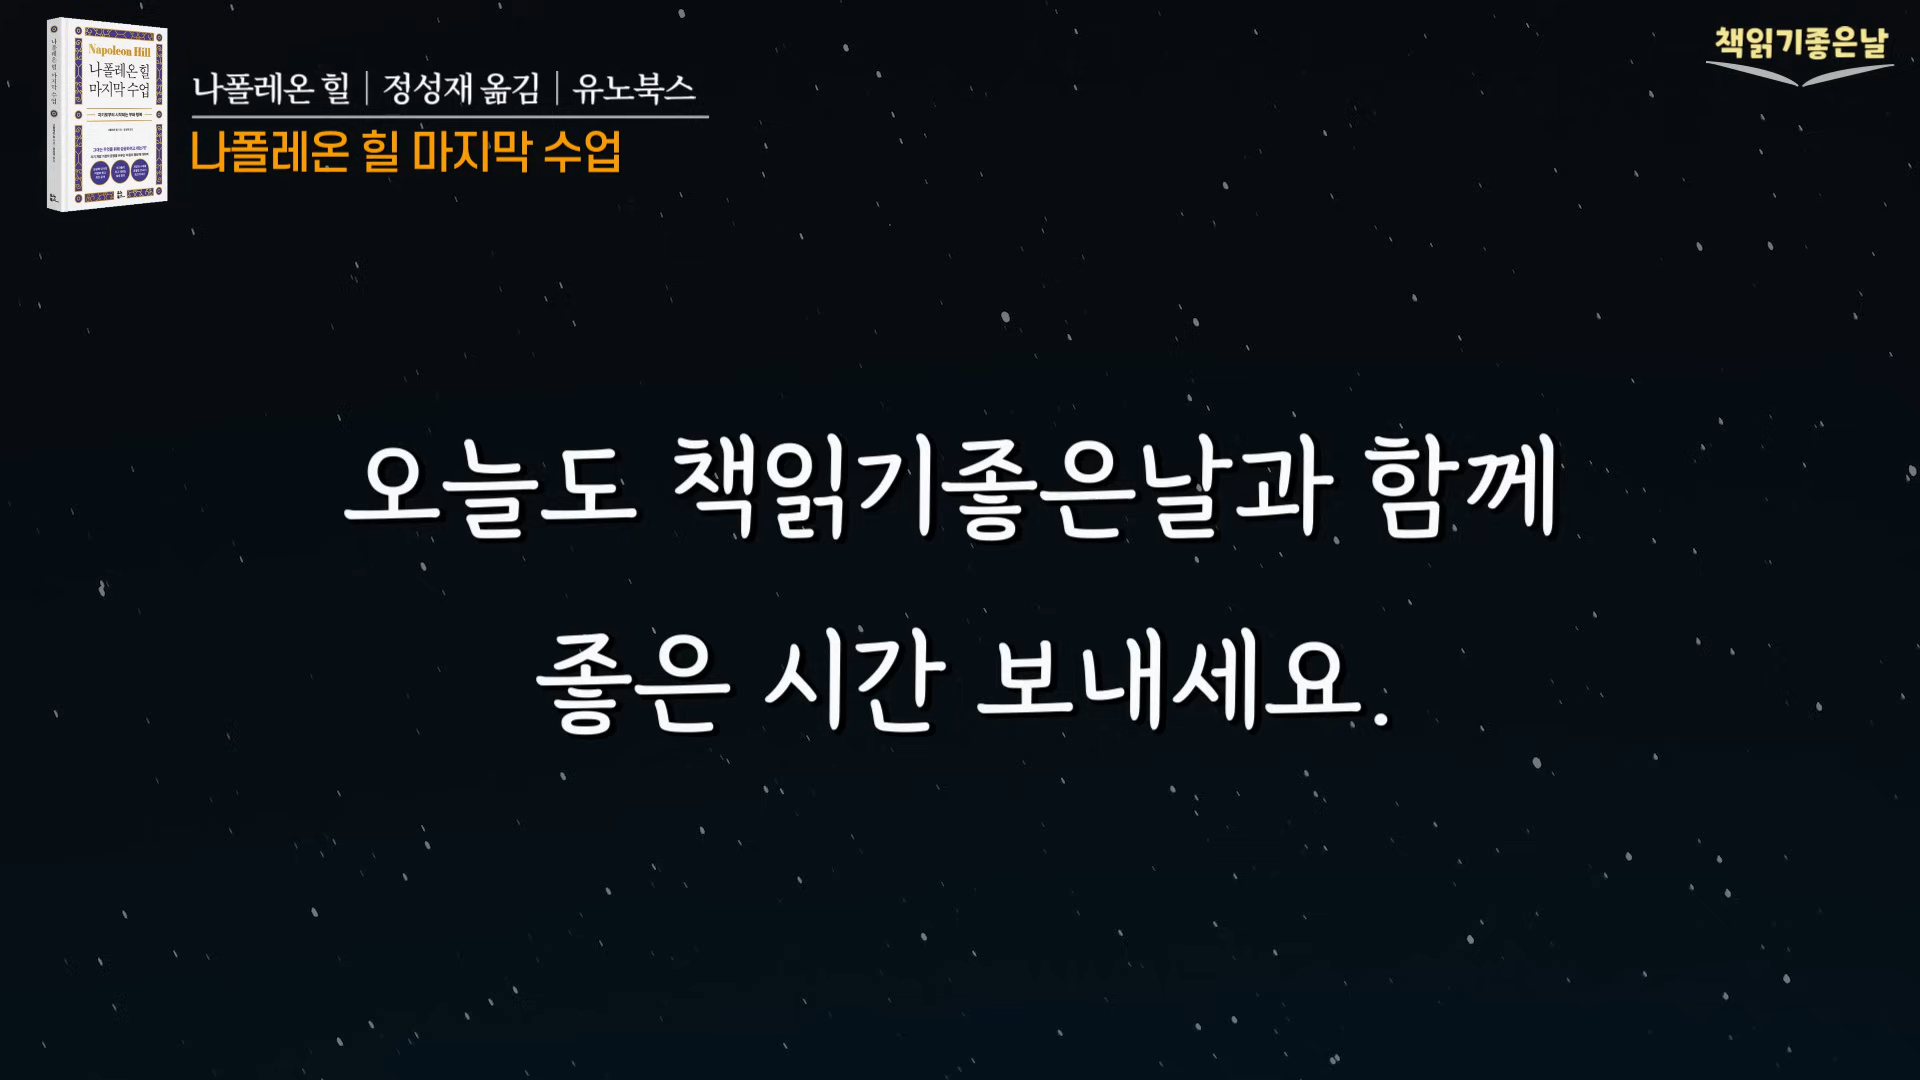 Napoleon Hill
나폴레온 힐
마지막 수업
나폴레온 힐 | 정성재 옮김 | 유노북스
나폴레온 힐 마지막 수업
책읽기좋은날
오늘도 책읽기좋은날과 함께
좋은 시간 보내세요.